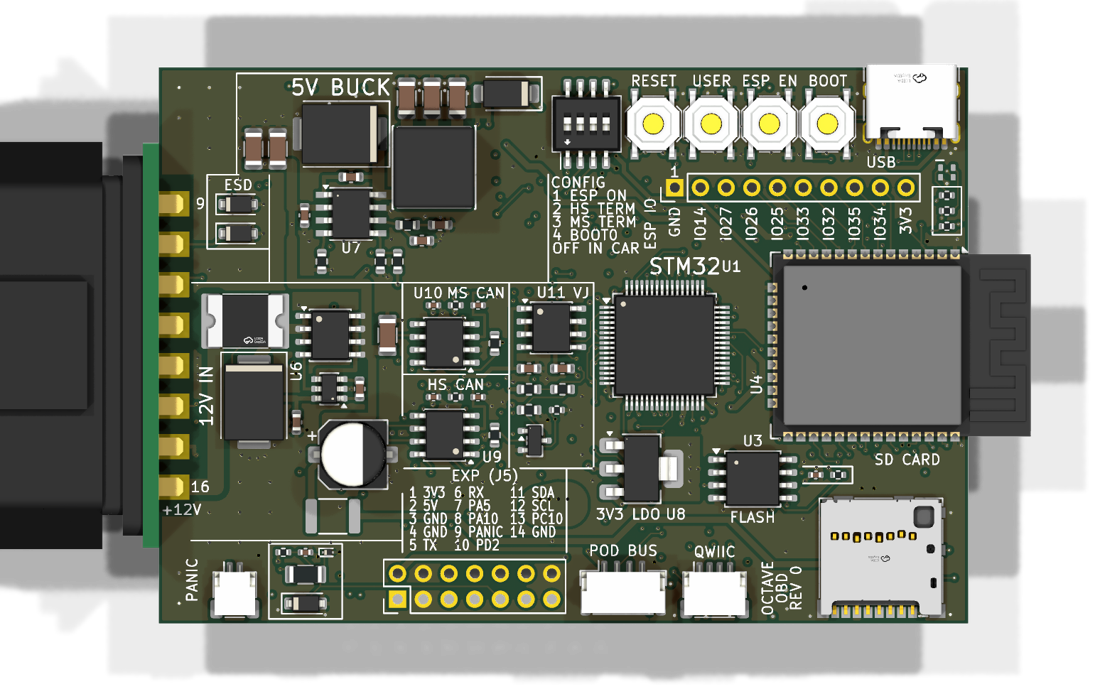 5V BUCK
RESET USER ESP EN BOOT
USB
ESD
9
U7
CONFIG
1 ESP ON
2 HS TERM
3 MS TERM
4 BOOT0
OFF IN CAR
ESP IO
1
GND
IO14
IO27
IO26
IO25
IO33
IO32
IO35
IO34
3V3
STM32 U1
U10 MS CAN
U11 VJ
12V IN
U6
HS CAN
U9
U4
+
16
+12V
EXP (J5)
1 3V3 6 RX 11 SDA
2 5V 7 PA5 12 SCL
3 GND 8 PA10 13 PC10
4 GND 9 PANIC 14 GND
5 TX 10 PD2
3V3 LDO U8
U3
FLASH
SD CARD
PANIC
POD BUS
QWIIC
OCTAVE
OBD
REV 0